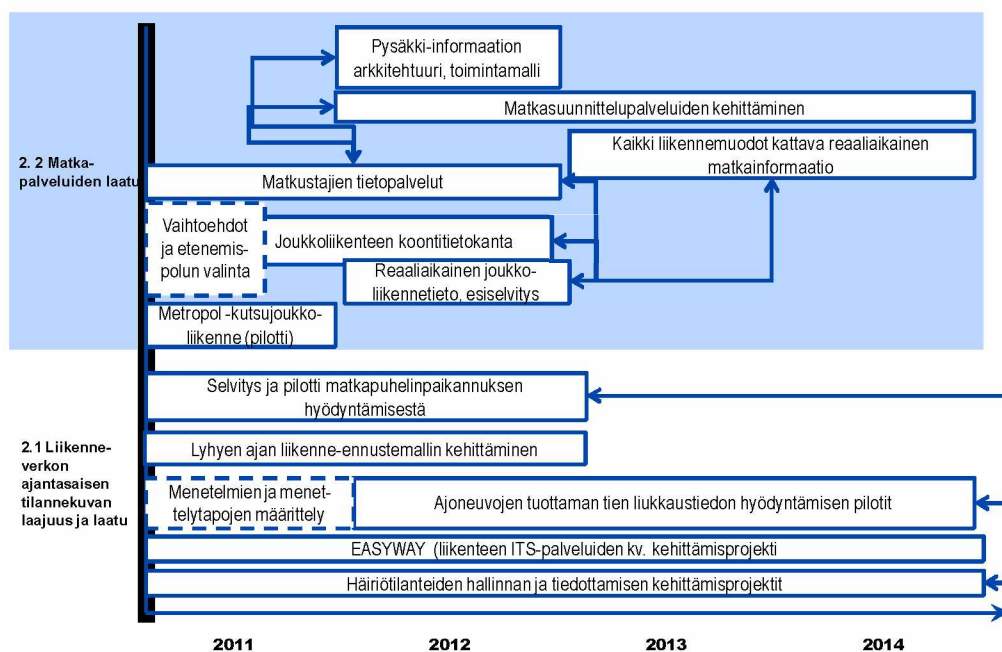 Pysäkki-informaation
arkkitehtuuri, toimintamalli
Matkasuunnittelupalveluiden kehittäminen
Kaikki liikennemuodot kattava reaaliaikainen
matkainformaatio
2. 2 Matka-
palveluiden laatu
Matkustajien tietopalvelut
Vaihtoehdot
ja etenemis-
polun valinta
Joukkoliikenteen koontitietokanta
Reaaliaikainen joukko-
liikennetieto, esiselvitys
Metropol -kutsujoukko-
liikenne (pilotti)
Selvitys ja pilotti matkapuhelinpaikannuksen
hyödyntämisestä
2.1 Liikenne-
verkon
ajantasaisen
tilannekuvan
laajuus ja laatu
Lyhyen ajan liikenne-ennustemallin kehittäminen
Menetelmien ja menet-
telytapojen määrittely
Ajoneuvojen tuottaman tien liukkaustiedon hyödyntämisen pilotit
EASYWAY (liikenteen ITS-palveluiden kv. kehittämisprojekti
Häiriötilanteiden hallinnan ja tiedottamisen kehittämisprojektit
2011 2012 2013 2014